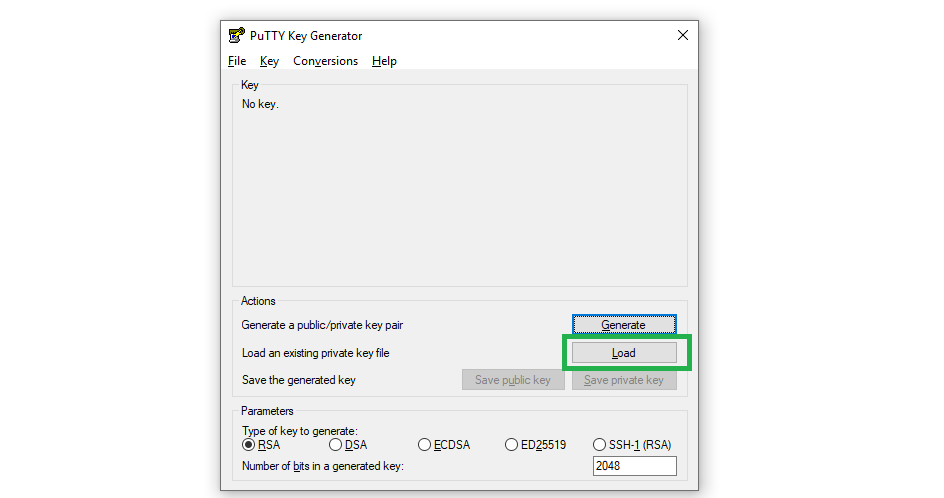 PuTTY Key Generator
File Key Conversions Help
Key
No key.
Actions
Generate a public/private key pair Generate
Load an existing private key file Load
Save the generated key Save public key Save private key
Parameters
Type of key to generate:
RSA DSA ECDSA ED25519 SSH-1 (RSA)
Number of bits in a generated key: 2048